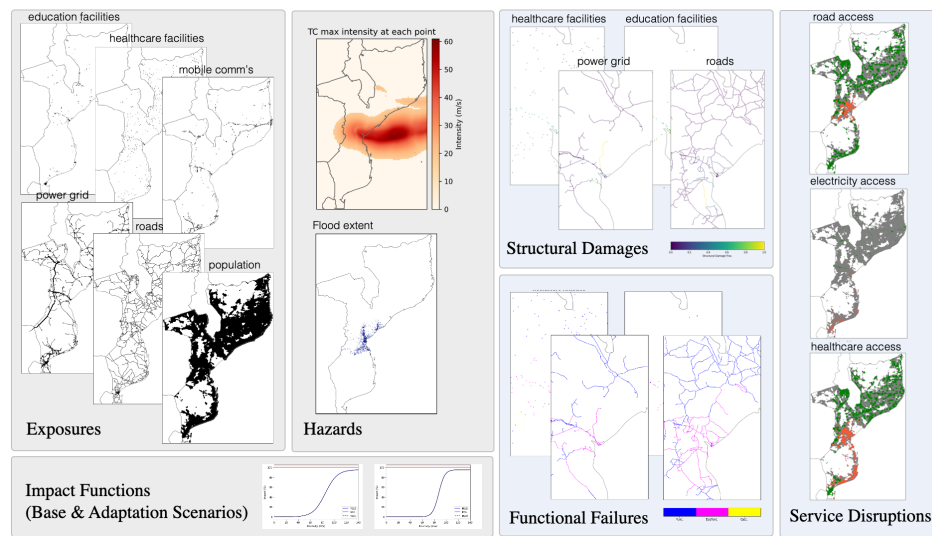 education facilities
healthcare facilities
mobile comm's
power grid
roads
population
Exposures
TC max intensity at each point
60
50
40
30
20
10
0
Intensity (m/s)
Flood extent
Hazards
Impact Functions
(Base & Adaptation Scenarios)
healthcare facilities
education facilities
power grid
roads
Structural Damages
Functional Failures
road access
electricity access
healthcare access
Service Disruptions